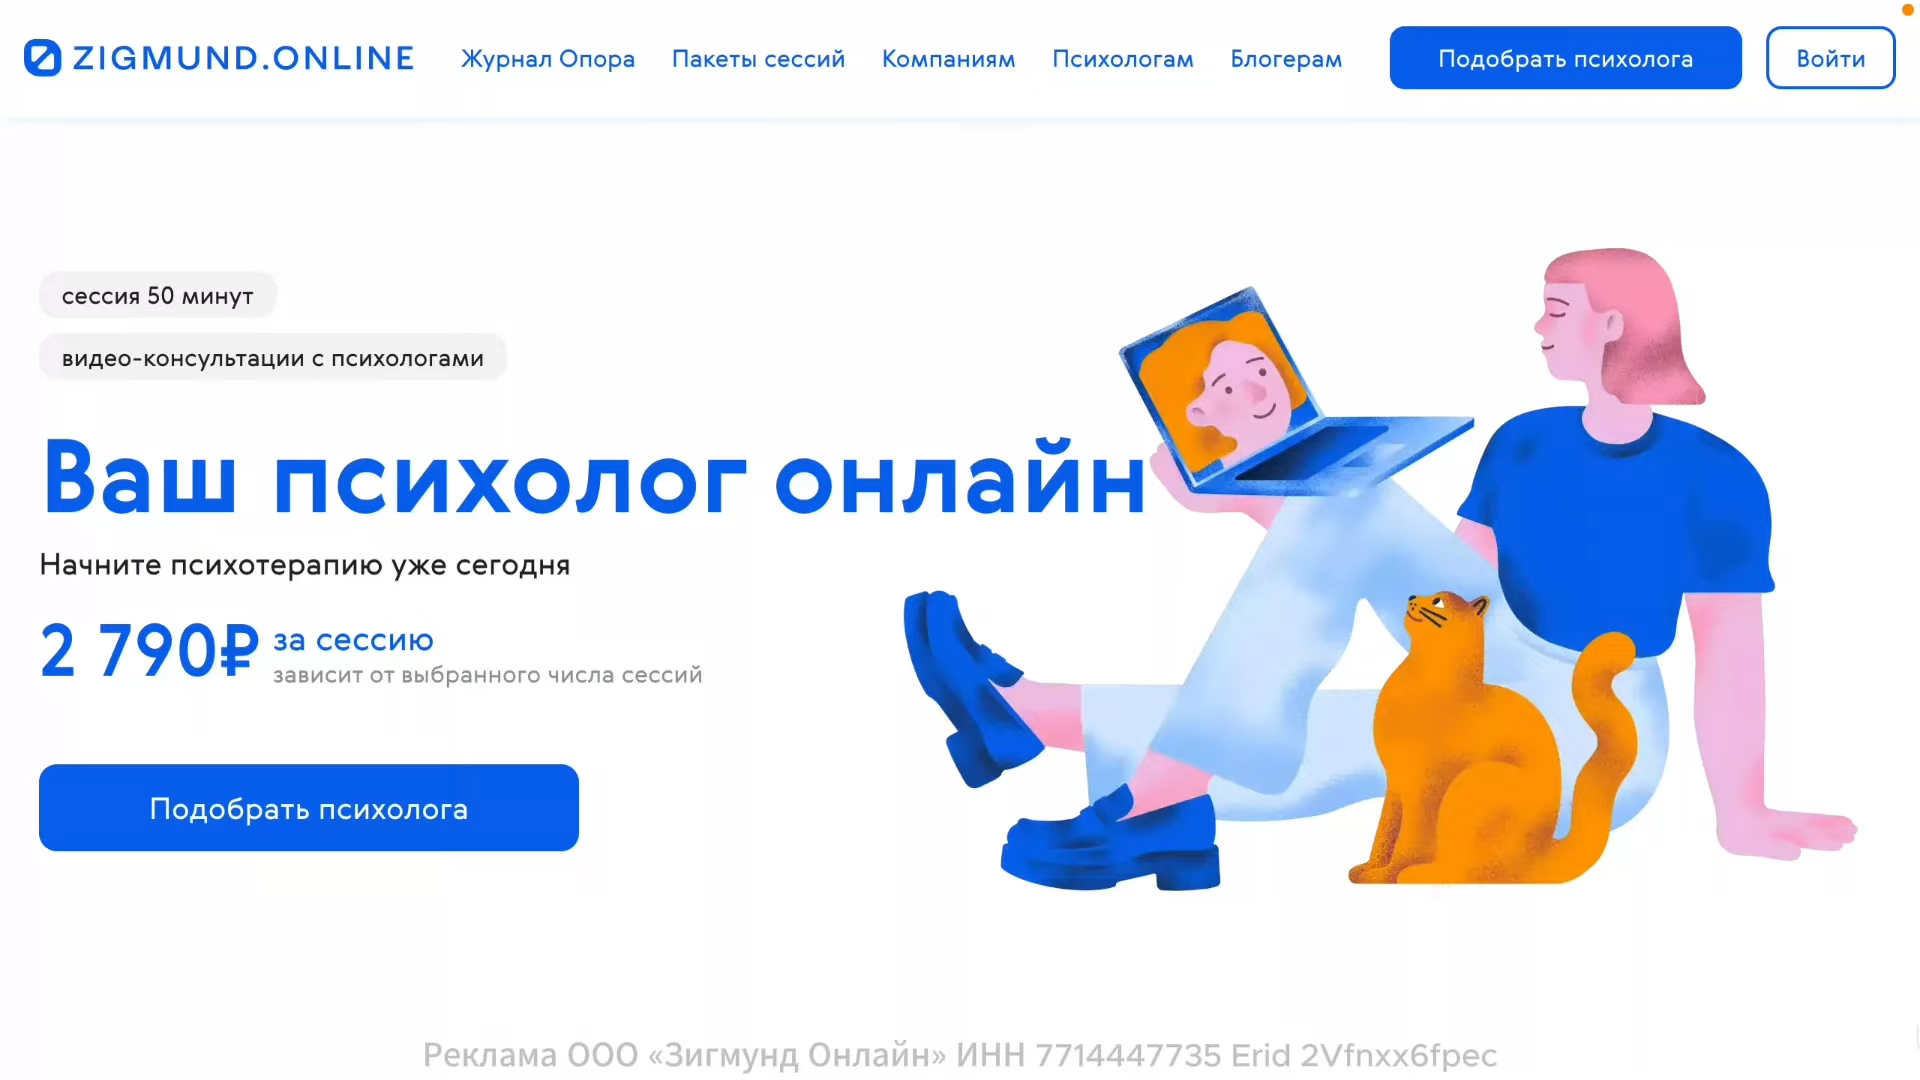 ZIGMUND.ONLINE
Журнал Опора
Пакеты сессий
Компаниям
Психологам
Блогерам
Подобрать психолога
Войти
сессия 50 минут
видео-консультации с психологами
Ваш психолог онлайн
Начните психотерапию уже сегодня
2 790₽ за сессию
зависит от выбранного числа сессий
Подобрать психолога
Реклама ООО «Зигмунд Онлайн» ИНН 7714447735 Erid 2Vfnxx6fpec